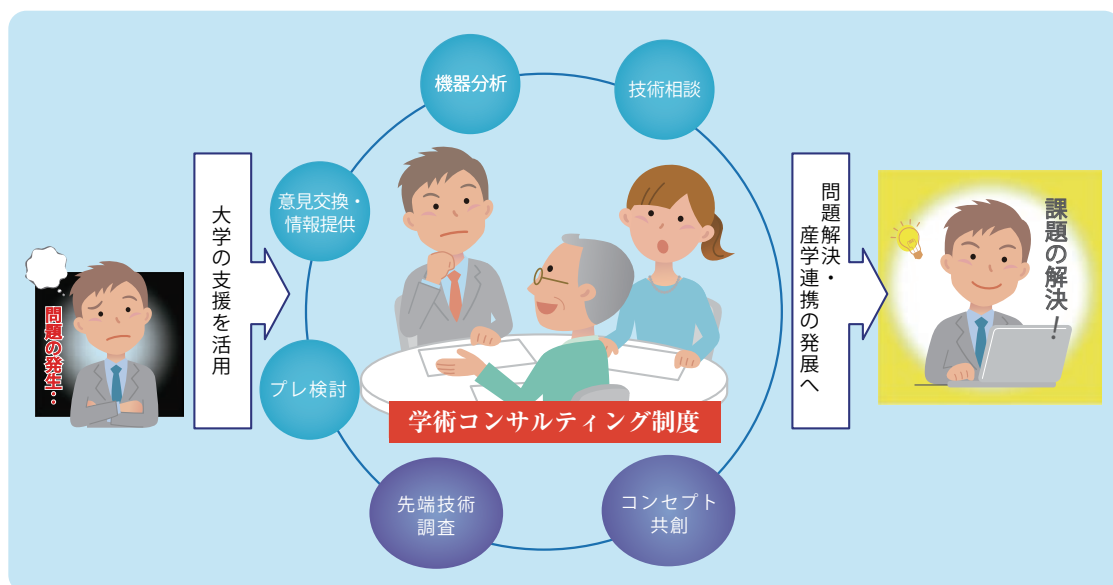 問題の発生‥
大学の支援を活用
機器分析
技術相談
意見交換・
情報提供
プレ検討
学術コンサルティング制度
先端技術
調査
コンセプト
共創
問題解決・
産学連携の発展へ
課題の解決！